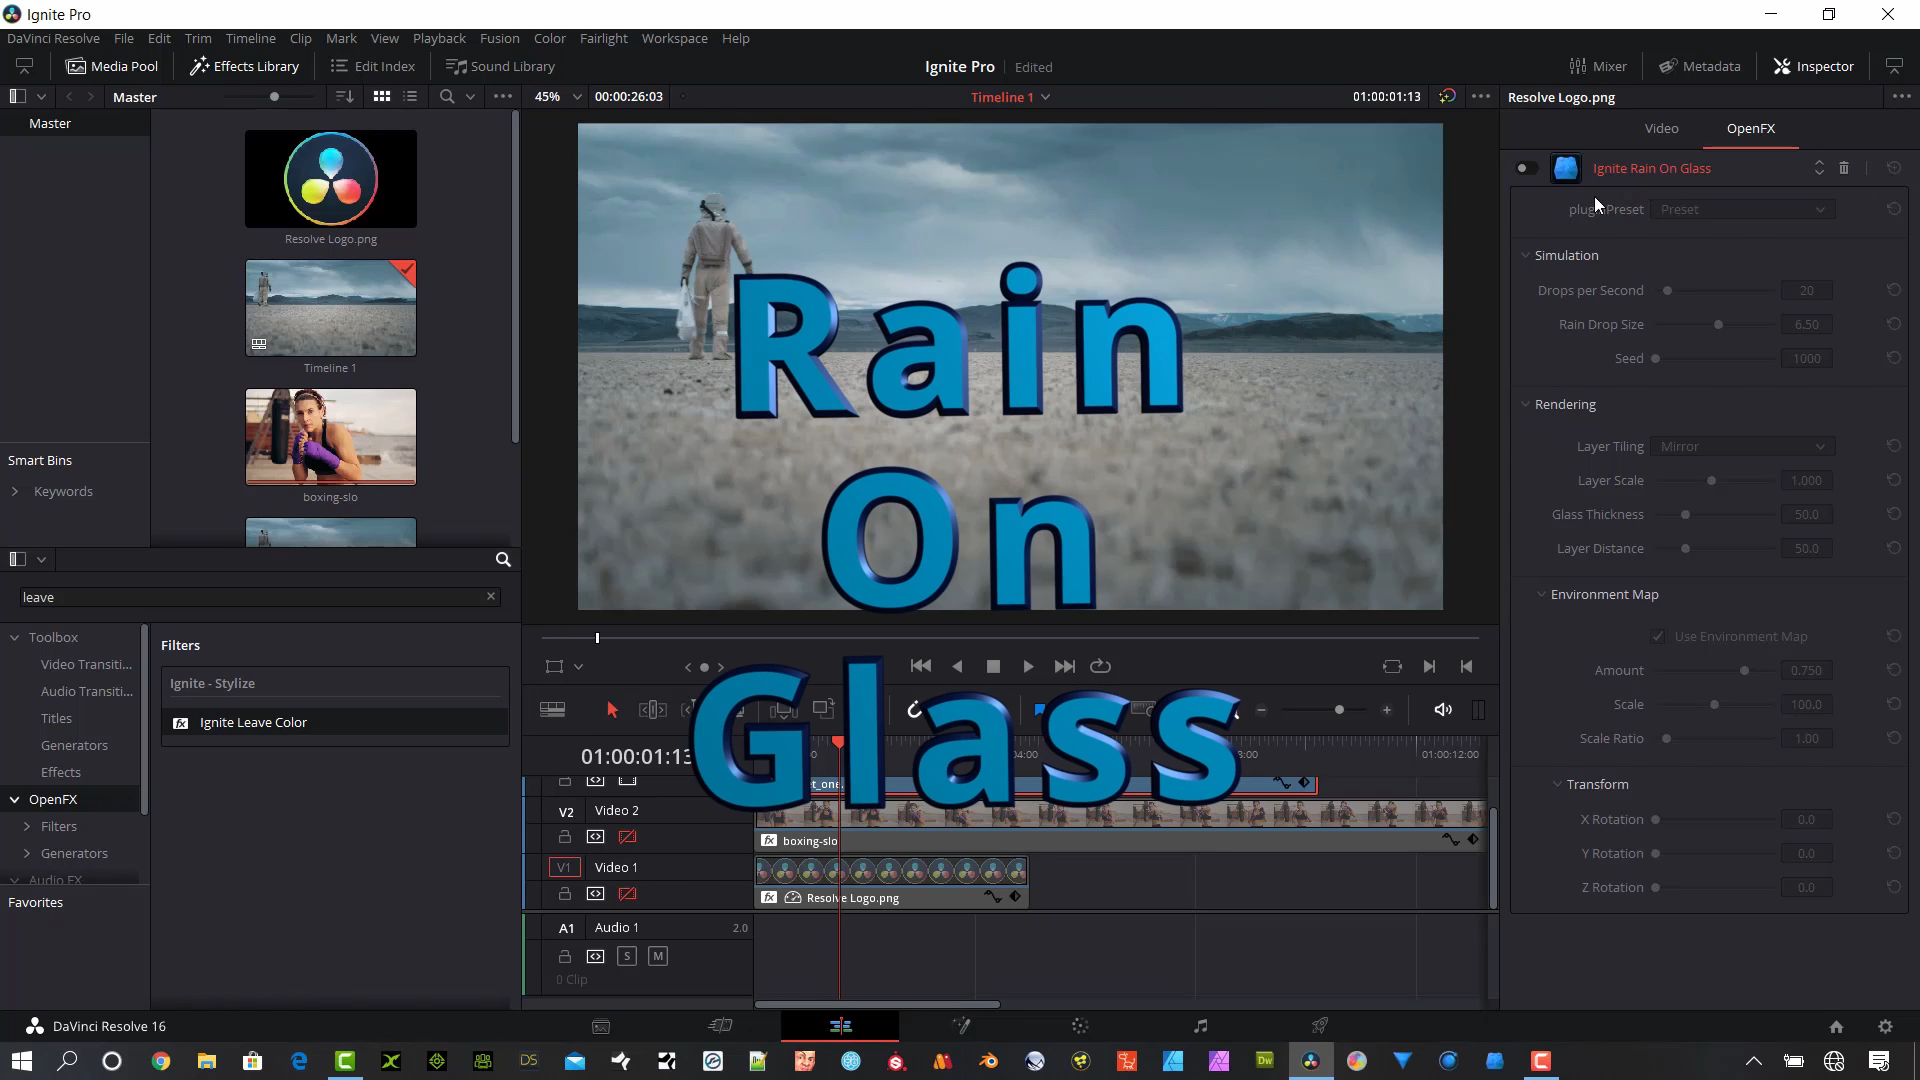 Ignite Pro
DaVinci Resolve File Edit Trim Timeline Clip Mark View Playback Fusion Color Fairlight Workspace Help
Media Pool Effects Library Edit Index Sound Library Ignite Pro Edited Mixer Metadata Inspector
Master 45% 00:00:26:03 Timeline 1 01:00:01:13 Resolve Logo.png
Master
Video OpenFX
Ignite Rain On Glass
Preset
Resolve Logo.png
Simulation
Drops per Second 20
Rain Drop Size 6.50
Seed 1000
Timeline 1
Rain
Rendering
Layer Tiling Mirror
Layer Scale 1.000
Glass Thickness 50.0
Layer Distance 50.0
Smart Bins
Keywords
boxing-slo
On
Environment Map
Use Environment Map
Amount 0.750
Scale 100.0
Scale Ratio 1.00
Transform
X Rotation 0.0
Y Rotation 0.0
Z Rotation 0.0
leave
Toolbox
Video Transiti...
Audio Transiti...
Titles
Generators
Effects
OpenFX
Filters
Generators
Audio FX
Favorites
Filters
Ignite - Stylize
fx Ignite Leave Color
Glass
01:00:01:13 04:00 01:00:12:00
V2 Video 2
fx boxing-slo
V1 Video 1
fx Resolve Logo.png
A1 Audio 1 2.0
S M
0 Clip
DaVinci Resolve 16
DS Dw